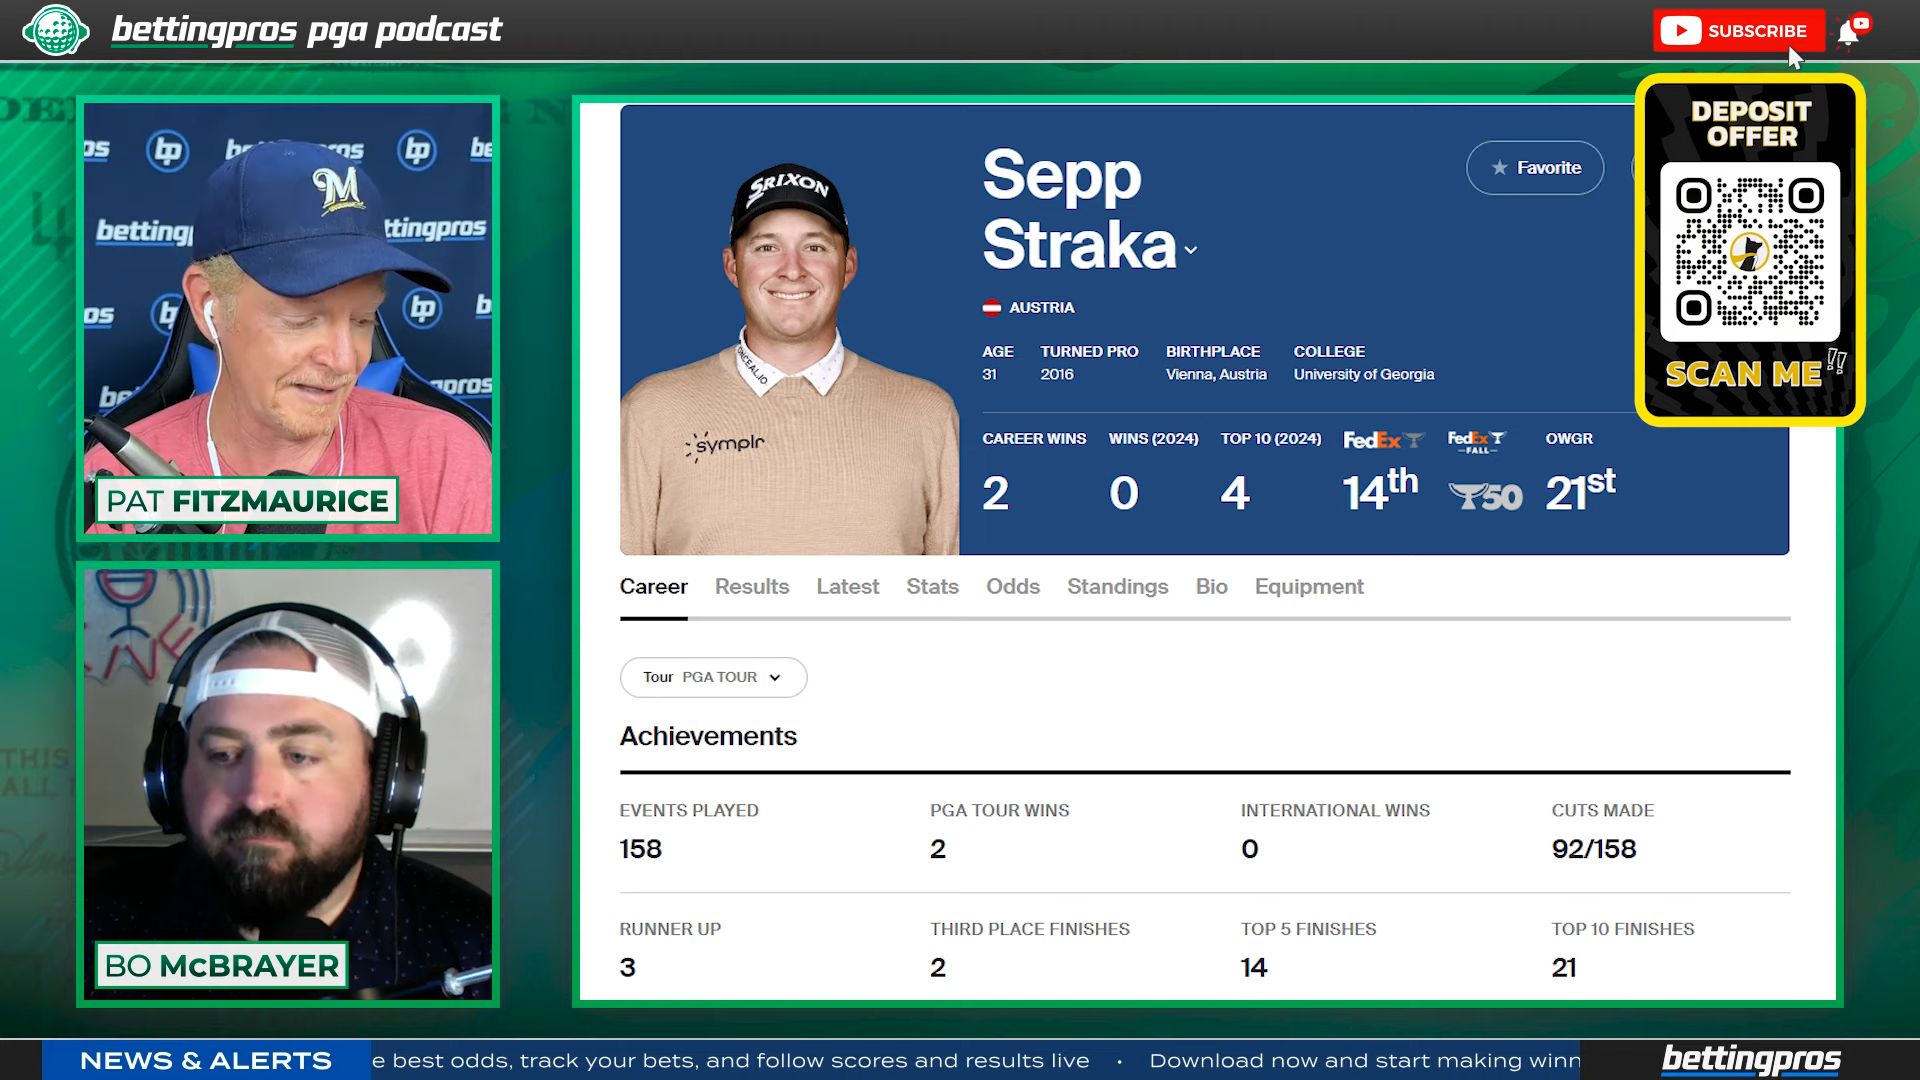 bettingpros pga podcast
SUBSCRIBE
DEPOSIT
OFFER
SCAN ME!!
bp
bettingpros
M
PAT FITZMAURICE
BO McBRAYER
SRIXON
symplr
Sepp
Straka
Favorite
AUSTRIA
AGE TURNED PRO BIRTHPLACE COLLEGE
31 2016 Vienna, Austria University of Georgia
CAREER WINS WINS (2024) TOP 10 (2024) FedEx FedEx FALL OWGR
2 0 4 14th 50 21st
Career Results Latest Stats Odds Standings Bio Equipment
Tour PGA TOUR
Achievements
EVENTS PLAYED PGA TOUR WINS INTERNATIONAL WINS CUTS MADE
158 2 0 92/158
RUNNER UP THIRD PLACE FINISHES TOP 5 FINISHES TOP 10 FINISHES
3 2 14 21
NEWS & ALERTS e best odds, track your bets, and follow scores and results live • Download now and start making winn bettingpros